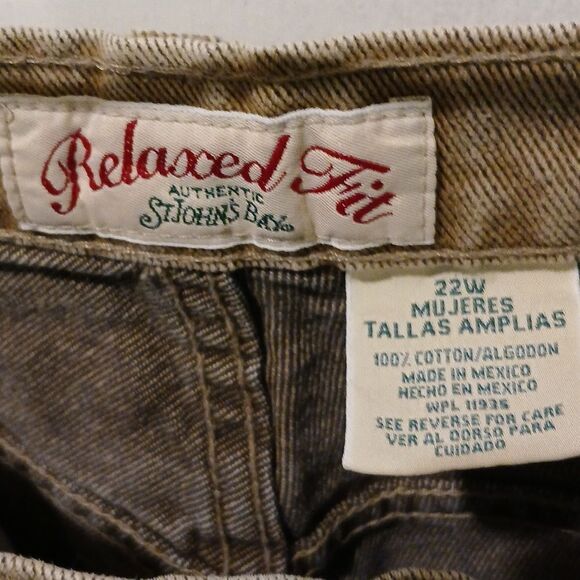 Relaxed Fit
AUTHENTIC
ST.JOHN'S BAY
22W
MUJERES
TALLAS AMPLIAS
100% COTTON/ALGODON
MADE IN MEXICO
HECHO EN MEXICO
WPL 11935
SEE REVERSE FOR CARE
VER AL DORSO PARA
CUIDADO